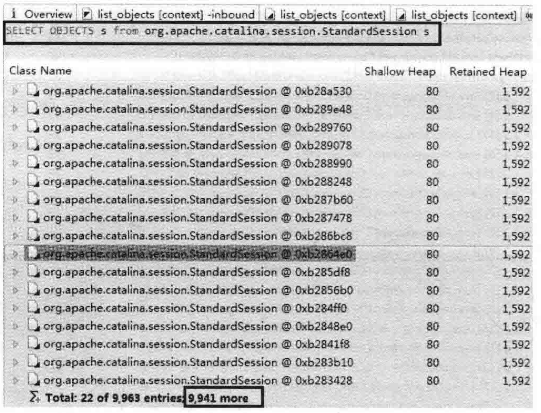 i Overview list_objects [context] -inbound list_objects [context] list_objects [context]
SELECT OBJECTS s from org.apache.catalina.session.StandardSession s
Class Name Shallow Heap Retained Heap
org.apache.catalina.session.StandardSession @ 0xb28a530 80 1,592
org.apache.catalina.session.StandardSession @ 0xb289e48 80 1,592
org.apache.catalina.session.StandardSession @ 0xb289760 80 1,592
org.apache.catalina.session.StandardSession @ 0xb289078 80 1,592
org.apache.catalina.session.StandardSession @ 0xb288990 80 1,592
org.apache.catalina.session.StandardSession @ 0xb288248 80 1,592
org.apache.catalina.session.StandardSession @ 0xb287b60 80 1,592
org.apache.catalina.session.StandardSession @ 0xb287478 80 1,592
org.apache.catalina.session.StandardSession @ 0xb286bc8 80 1,592
org.apache.catalina.session.StandardSession @ 0xb2864e0 80 1,592
org.apache.catalina.session.StandardSession @ 0xb285df8 80 1,592
org.apache.catalina.session.StandardSession @ 0xb2856b0 80 1,592
org.apache.catalina.session.StandardSession @ 0xb284ff0 80 1,592
org.apache.catalina.session.StandardSession @ 0xb2848e0 80 1,592
org.apache.catalina.session.StandardSession @ 0xb2841f8 80 1,592
org.apache.catalina.session.StandardSession @ 0xb283b10 80 1,592
org.apache.catalina.session.StandardSession @ 0xb283428 80 1,592
Σ Total: 22 of 9,963 entries; 9,941 more